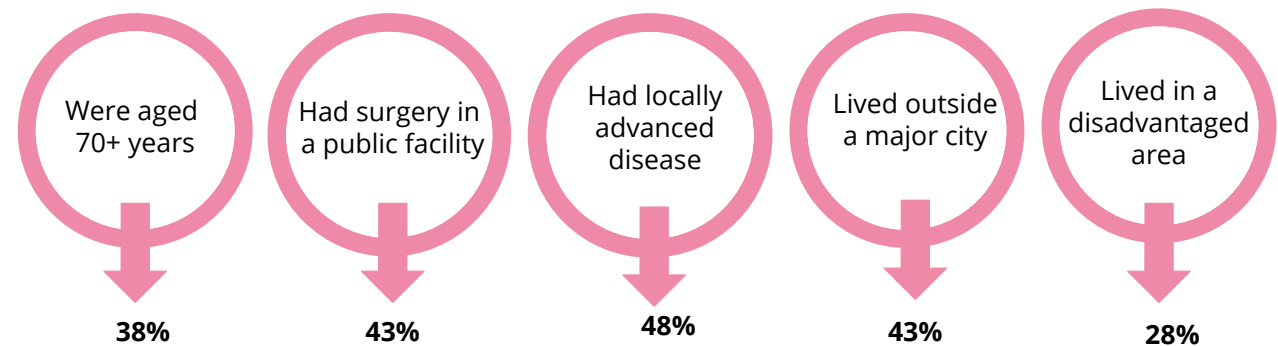 Were aged
70+ years
38%
Had surgery in
a public facility
43%
Had locally
advanced
disease
48%
Lived outside
a major city
43%
Lived in a
disadvantaged
area
28%